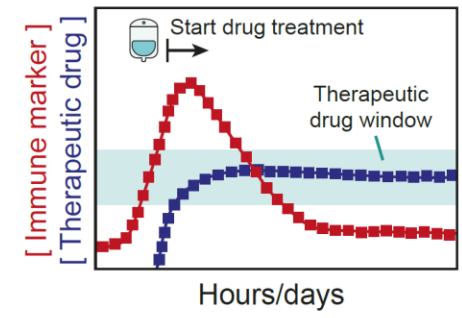 Start drug treatment
[ Immune marker ]
[ Therapeutic drug ]
Therapeutic
drug window
Hours/days